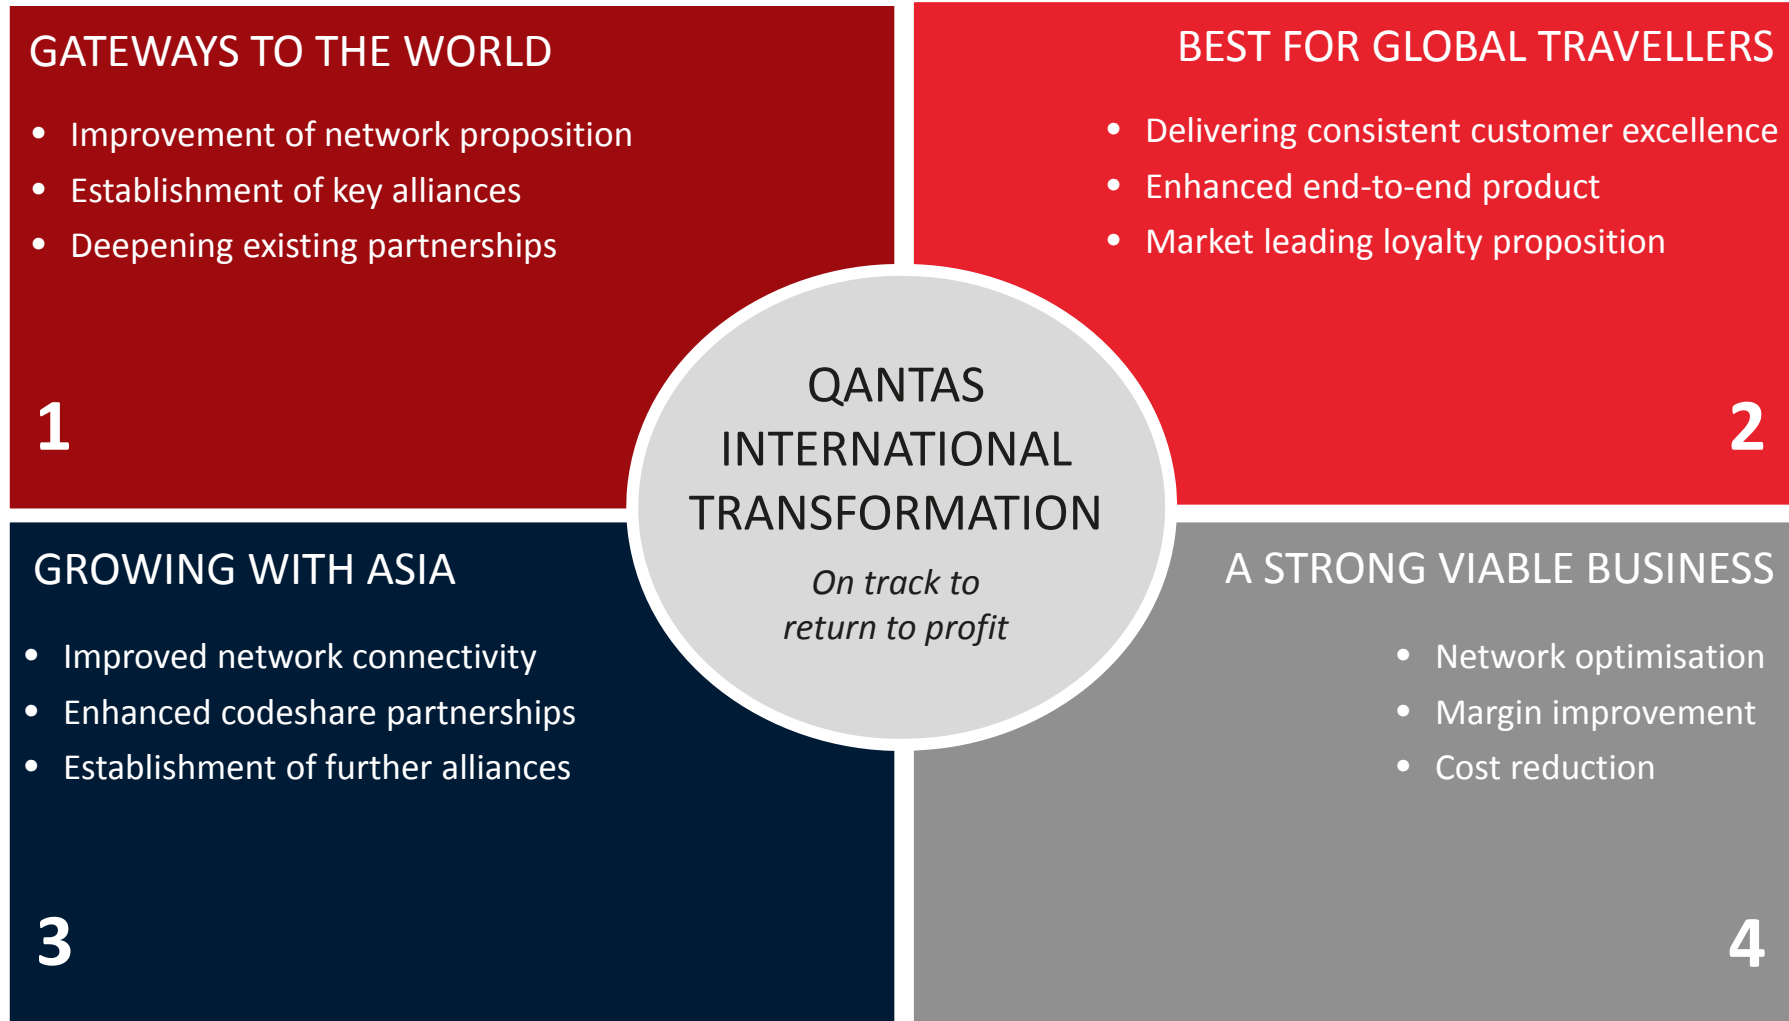 GATEWAYS TO THE WORLD
• Improvement of network proposition
• Establishment of key alliances
• Deepening existing partnerships
1
BEST FOR GLOBAL TRAVELLERS
• Delivering consistent customer excellence
• Enhanced end-to-end product
• Market leading loyalty proposition
2
QANTAS
INTERNATIONAL
TRANSFORMATION
On track to
return to profit
GROWING WITH ASIA
• Improved network connectivity
• Enhanced codeshare partnerships
• Establishment of further alliances
3
A STRONG VIABLE BUSINESS
• Network optimisation
• Margin improvement
• Cost reduction
4